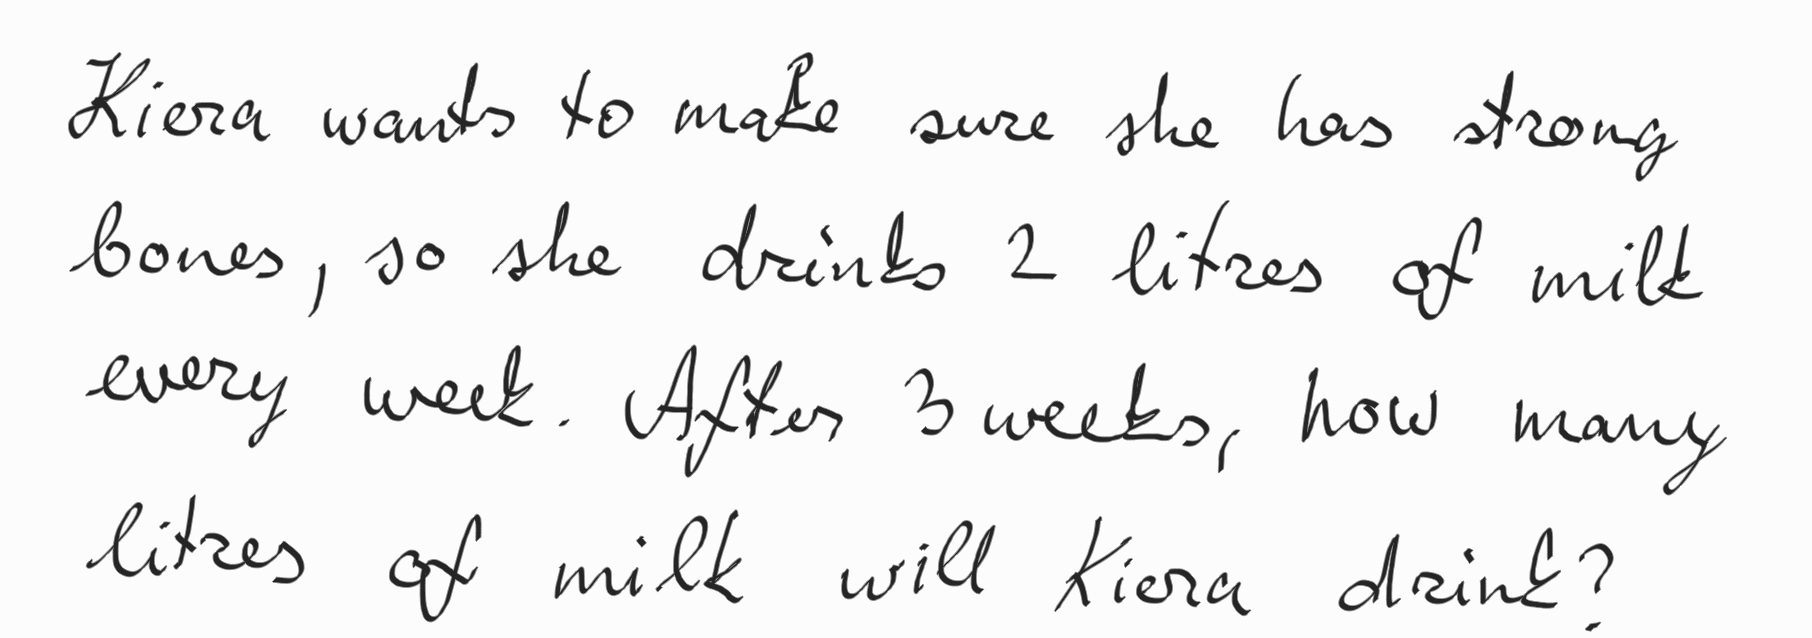 Kiera wants to make sure she has strong
bones, so she drinks 2 litres of milk
every week. After 3 weeks, how many
litres of milk will Kiera drink?